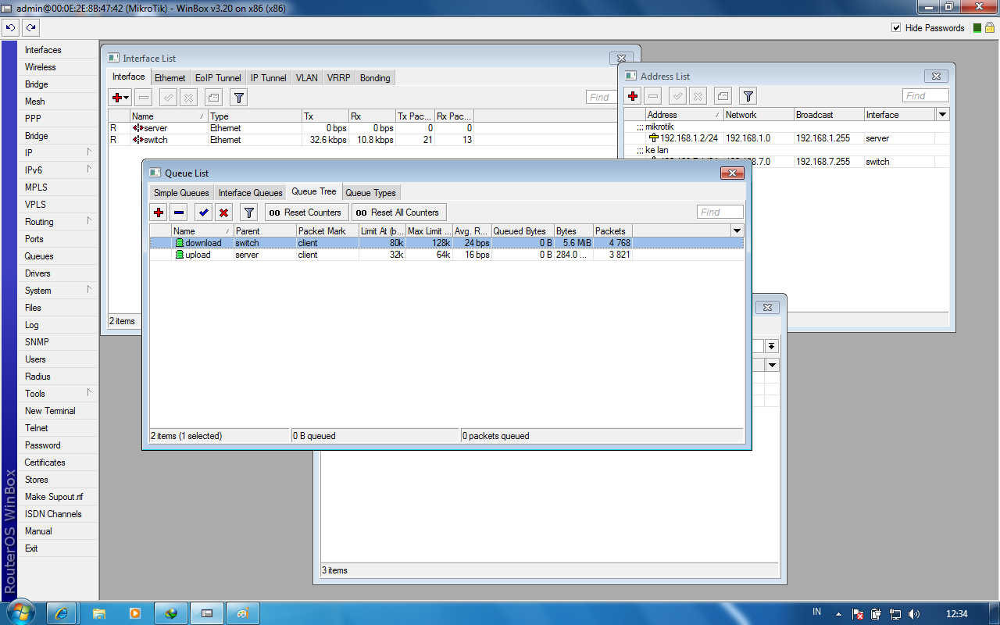 admin@00:0E:2E:8B:47:42 (MikroTik) - WinBox v3.20 on x86 (x86)
Hide Passwords
Interfaces
Wireless
Bridge
Mesh
PPP
Bridge
IP
IPv6
MPLS
VPLS
Routing
Ports
Queues
Drivers
System
Files
Log
SNMP
Users
Radius
Tools
New Terminal
Telnet
Password
Certificates
Stores
Make Supout.rif
ISDN Channels
Manual
Exit
RouterOS WinBox
Interface List
Interface Ethernet EoIP Tunnel IP Tunnel VLAN VRRP Bonding
Find
Name Type Tx Rx Tx Pac... Rx Pac...
R server Ethernet 0 bps 0 bps 0 0
R switch Ethernet 32.6 kbps 10.8 kbps 21 13
2 items
Address List
Find
Address Network Broadcast Interface
;;; mikrotik
192.168.1.2/24 192.168.1.0 192.168.1.255 server
;;; ke lan
192.168.7.255 switch
Queue List
Simple Queues Interface Queues Queue Tree Queue Types
00 Reset Counters 00 Reset All Counters
Find
Name Parent Packet Mark Limit At (b... Max Limit ... Avg. R... Queued Bytes Bytes Packets
download switch client 80k 128k 24 bps 0 B 5.6 MiB 4 768
upload server client 32k 64k 16 bps 0 B 284.0 ... 3 821
2 items (1 selected) 0 B queued 0 packets queued
3 items
IN 12:34